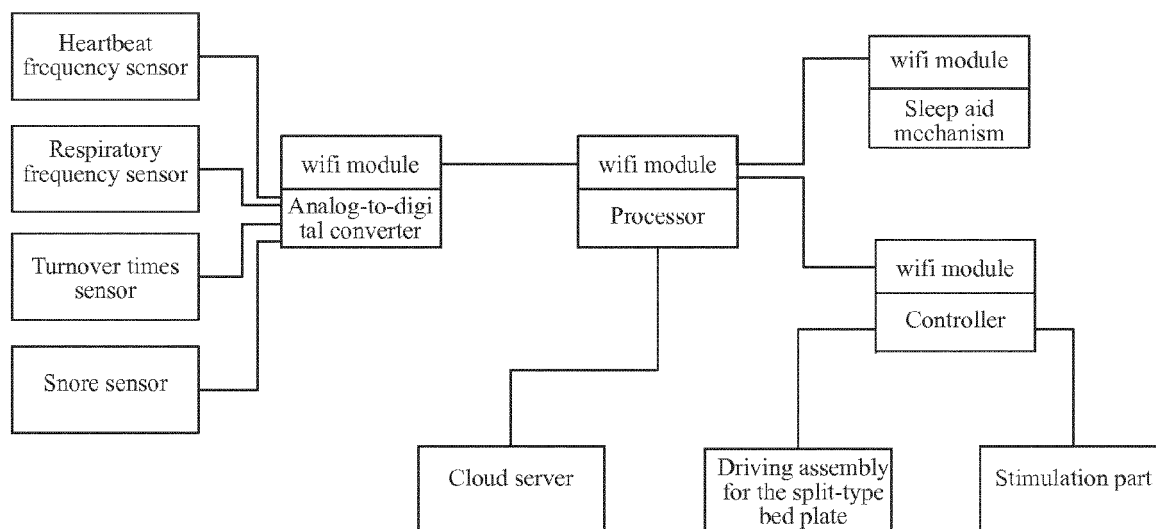 Heartbeat
frequency sensor
Respiratory
frequency sensor
Turnover times
sensor
Snore sensor
wifi module
Analog-to-digi
tal converter
wifi module
Processor
wifi module
Sleep aid
mechanism
wifi module
Controller
Cloud server
Driving assembly
for the split-type
bed plate
Stimulation part